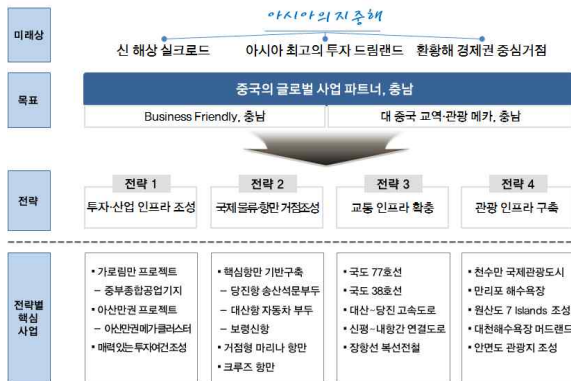 아시아의지중해
미래상
신 해상 실크로드
아시아 최고의 투자 드림랜드
환황해 경제권 중심거점
목표
중국의 글로벌 사업 파트너, 충남
Business Friendly, 충남
대 중국 교역·관광 메카, 충남
전략
전략 1
투자·산업 인프라 조성
전략 2
국제 물류·항만 거점조성
전략 3
교통 인프라 확충
전략 4
관광 인프라 구축
전략별
핵심
사업
▪ 가로림만 프로젝트
– 중부종합공업기지
▪ 아산만권 프로젝트
– 아산만권메가클러스터
▪ 매력있는 투자여건 조성
▪ 핵심항만 기반구축
– 당진항 송산석문부두
– 대산항 자동차 부두
– 보령신항
▪ 거점형 마리나 항만
▪ 크루즈 항만
▪ 국도 77호선
▪ 국도 38호선
▪ 대산~당진 고속도로
▪ 신평~내항간 연결도로
▪ 장항선 복선전철
▪ 천수만 국제관광도시
▪ 만리포 해수욕장
▪ 원산도 7 Islands 조성
▪ 대천해수욕장 머드랜드
▪ 안면도 관광지 조성